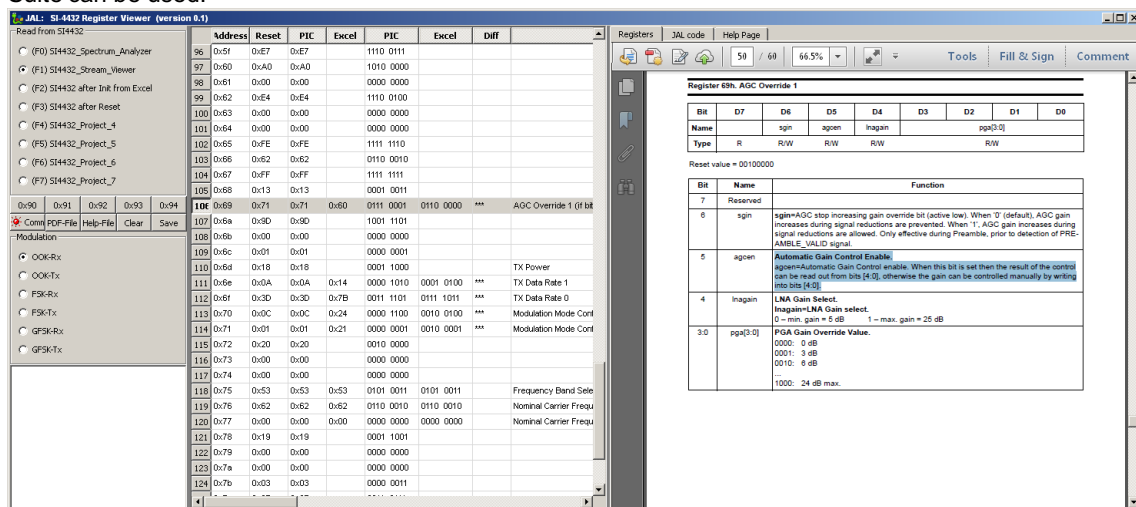 Suite can be used.
JAL: SI-4432 Register Viewer (version 0.1)
Read from SI4432
(F0) SI4432_Spectrum_Analyzer
(F1) SI4432_Stream_Viewer
(F2) SI4432 after Init from Excel
(F3) SI4432 after Reset
(F4) SI4432_Project_4
(F5) SI4432_Project_5
(F6) SI4432_Project_6
(F7) SI4432_Project_7
0x90 0x91 0x92 0x93 0x94
Comm PDF-File Help-File Clear Save
Modulation
OOK-Rx
OOK-Tx
FSK-Rx
FSK-Tx
GFSK-Rx
GFSK-Tx
Address Reset PIC Excel PIC Excel Diff
96 0x5f 0xE7 0xE7 1110 0111
97 0x60 0xA0 0xA0 1010 0000
98 0x61 0x00 0x00 0000 0000
99 0x62 0xE4 0xE4 1110 0100
100 0x63 0x00 0x00 0000 0000
101 0x64 0x00 0x00 0000 0000
102 0x65 0xFE 0xFE 1111 1110
103 0x66 0x62 0x62 0110 0010
104 0x67 0xFF 0xFF 1111 1111
105 0x68 0x13 0x13 0001 0011
106 0x69 0x71 0x71 0x60 0111 0001 0110 0000 *** AGC Override 1 (if bit
107 0x6a 0x9D 0x9D 1001 1101
108 0x6b 0x00 0x00 0000 0000
109 0x6c 0x01 0x01 0000 0001
110 0x6d 0x18 0x18 0001 1000 TX Power
111 0x6e 0x0A 0x0A 0x14 0000 1010 0001 0100 *** TX Data Rate 1
112 0x6f 0x3D 0x3D 0x7B 0011 1101 0111 1011 *** TX Data Rate 0
113 0x70 0x0C 0x0C 0x24 0000 1100 0010 0100 *** Modulation Mode Cont
114 0x71 0x01 0x01 0x21 0000 0001 0010 0001 *** Modulation Mode Cont
115 0x72 0x20 0x20 0010 0000
116 0x73 0x00 0x00 0000 0000
117 0x74 0x00 0x00 0000 0000
118 0x75 0x53 0x53 0x53 0101 0011 0101 0011 Frequency Band Sele
119 0x76 0x62 0x62 0x62 0110 0010 0110 0010 Nominal Carrier Frequ
120 0x77 0x00 0x00 0x00 0000 0000 0000 0000 Nominal Carrier Frequ
121 0x78 0x19 0x19 0001 1001
122 0x79 0x00 0x00 0000 0000
123 0x7a 0x00 0x00 0000 0000
124 0x7b 0x03 0x03 0000 0011
Registers JAL code Help Page
50 / 60 66.5% Tools Fill & Sign Comment
Register 69h. AGC Override 1
Bit D7 D6 D5 D4 D3 D2 D1 D0
Name sgin agcen lnagain pga[3:0]
Type R R/W R/W R/W R/W
Reset value = 00100000
Bit Name Function
7 Reserved
6 sgin sgin=AGC stop increasing gain override bit (active low). When '0' (default), AGC gain
increases during signal reductions are prevented. When '1', AGC gain increases during
signal reductions are allowed. Only effective during Preamble, prior to detection of PRE-
AMBLE_VALID signal.
5 agcen Automatic Gain Control Enable.
agcen=Automatic Gain Control enable. When this bit is set then the result of the control
can be read out from bits [4:0], otherwise the gain can be controlled manually by writing
into bits [4:0].
4 lnagain LNA Gain Select.
lnagain=LNA Gain select.
0 – min. gain = 5 dB 1 – max. gain = 25 dB
3:0 pga[3:0] PGA Gain Override Value.
0000: 0 dB
0001: 3 dB
0010: 6 dB
...
1000: 24 dB max.